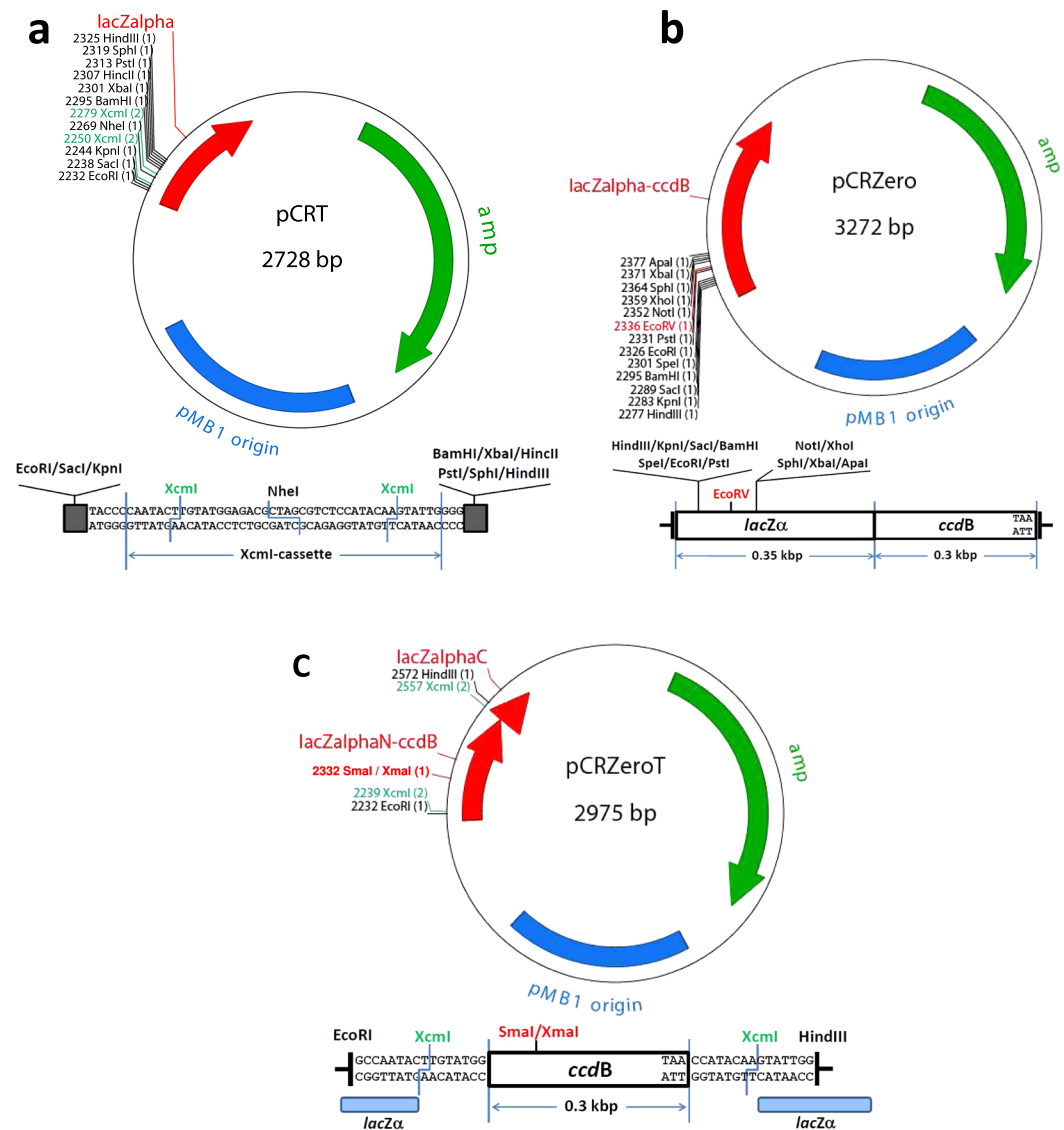 a
lacZalpha
2325 HindIII (1)
2319 SphI (1)
2313 PstI (1)
2307 HincII (1)
2301 XbaI (1)
2295 BamHI (1)
2279 XcmI (2)
2269 NheI (1)
2250 XcmI (2)
2244 KpnI (1)
2238 SacI (1)
2232 EcoRI (1)
amp
pCRT
2728 bp
pMB1 origin
EcoRI/SacI/KpnI
BamHI/XbaI/HincII
PstI/SphI/HindIII
XcmI
NheI
XcmI
TACCCCAATACTTGTATGGAGACGCTAGCGTCTCCATACAAGTATTGGGG
ATGGGGTTATGAACATACCTCTGCGATCGCAGAGGTATGTTCATAACCCC
XcmI-cassette
b
lacZalpha-ccdB
amp
pCRZero
3272 bp
2377 ApaI (1)
2371 XbaI (1)
2364 SphI (1)
2359 XhoI (1)
2352 NotI (1)
2336 EcoRV (1)
2331 PstI (1)
2326 EcoRI (1)
2301 SpeI (1)
2295 BamHI (1)
2289 SacI (1)
2283 KpnI (1)
2277 HindIII (1)
pMB1 origin
HindIII/KpnI/SacI/BamHI
SpeI/EcoRI/PstI
NotI/XhoI
SphI/XbaI/ApaI
EcoRV
lacZα
ccdB
TAA
ATT
0.35 kbp
0.3 kbp
c
lacZalphaC
2572 HindIII (1)
2557 XcmI (2)
lacZalphaN-ccdB
2332 SmaI / XmaI (1)
2239 XcmI (2)
2232 EcoRI (1)
amp
pCRZeroT
2975 bp
pMB1 origin
EcoRI
XcmI
SmaI/XmaI
XcmI
HindIII
GCCAATACTTGTATGG
CGGTTATGAACATACC
ccdB
TAA
ATT
CCATACAAGTATTGG
GGTATGTTCATAACC
lacZα
0.3 kbp
lacZα